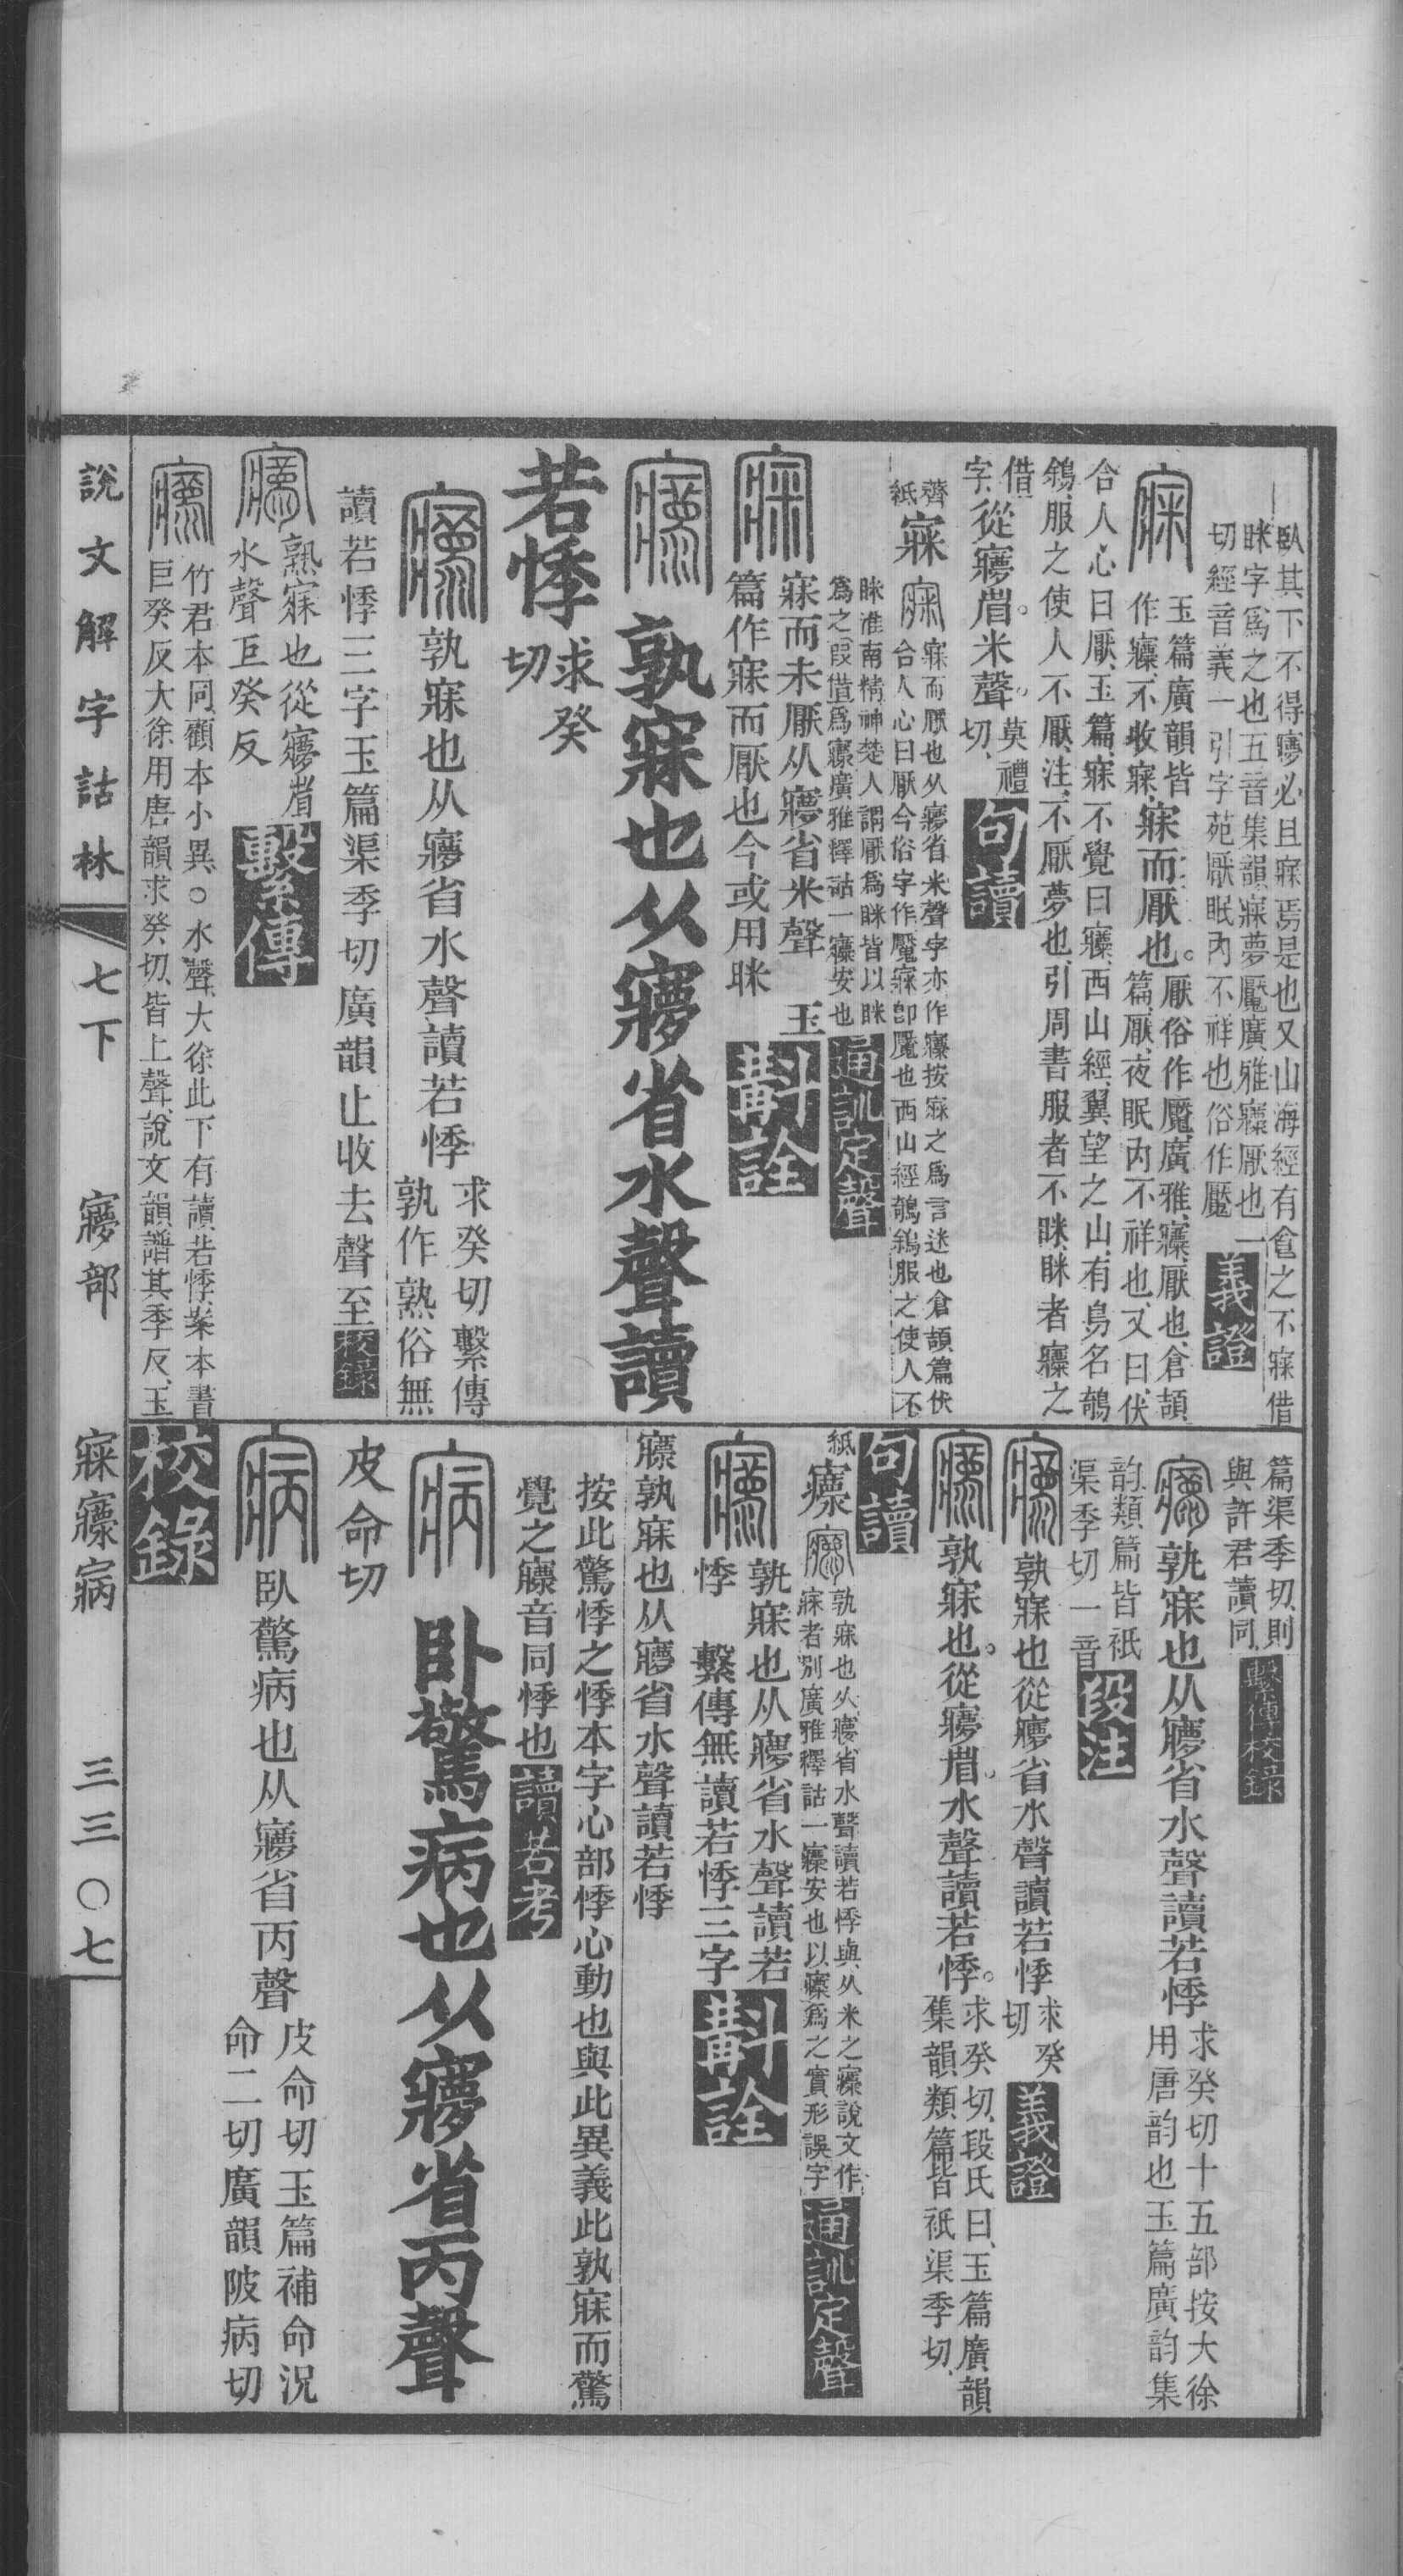 臥其下不得㝱必且寐焉是也又山海經有食之不寐借
眯字爲之也五音集韻寐夢魘廣雅㝥厭也一
切經音義一引字苑厭眠內不祥也俗作魘
義證
玉篇廣韻皆
作㝥不收寐
寐而厭也。
厭俗作魘廣雅㝥厭也倉頡
篇厭夜眠內不祥也又曰伏
合人心曰厭玉篇寐不覺曰㝥西山經翼望之山有鳥名鵸
鵌服之使人不厭注不厭夢也引周書服者不眯眯者㝥之
借
字
從㝱省。米聲。
莫禮
切
句讀
薺
紙
寐
寐而厭也从㝱省米聲字亦作㝥按寐之爲言迷也倉頡篇伏
合人心曰厭今俗字作魘寐卽魘也西山經鵸鵌服之使人不
眯淮南精神楚人謂厭爲眯皆以眯
爲之叚借爲㝥廣雅釋詁一㝥安也
通訓定聲
寐而未厭从㝱省米聲 玉
篇作寐而厭也今或用眯
斠詮
孰寐也从㝱省水聲讀
若悸
求癸
切
孰寐也从㝱省水聲讀若悸
求癸切繫傳
孰作熟俗無
讀若悸三字玉篇渠季切廣韻止收去聲至
校錄
熟寐也從㝱省
水聲巨癸反
繫傳
竹君本同顧本小異○水聲大徐此下有讀若悸案本書
巨癸反大徐用唐韻求癸切皆上聲說文韻譜其季反玉
篇渠季切則
與許君讀同
繫傳校錄
孰寐也从㝱省水聲讀若悸
求癸切十五部按大徐
用唐韵也玉篇廣韵集
韵類篇皆祇
渠季切一音
段注
孰寐也從㝱省水聲讀若悸
求癸
切
義證
孰寐也。從㝱省。水聲讀若悸。
求癸切段氏曰玉篇廣韻
集韻類篇皆祇渠季切
句讀
紙
㝥
孰寐也从㝱省水聲讀若悸與从米之㝥說文作
寐者別廣雅釋詁一㝥安也以㝥爲之實形誤字
通訓定聲
孰寐也从㝱省水聲讀若
悸 繫傳無讀若悸三字
斠詮
㝥孰寐也从㝱省水聲讀若悸
按此驚悸之悸本字心部悸心動也與此異義此孰寐而驚
覺之㝥音同悸也
讀若考
臥驚病也从㝱省丙聲
皮命切
臥驚病也从㝱省丙聲
皮命切玉篇補命況
命二切廣韻陂病切
校錄
說文解字詁林
七下
㝱部
寐㝥病
三三〇七